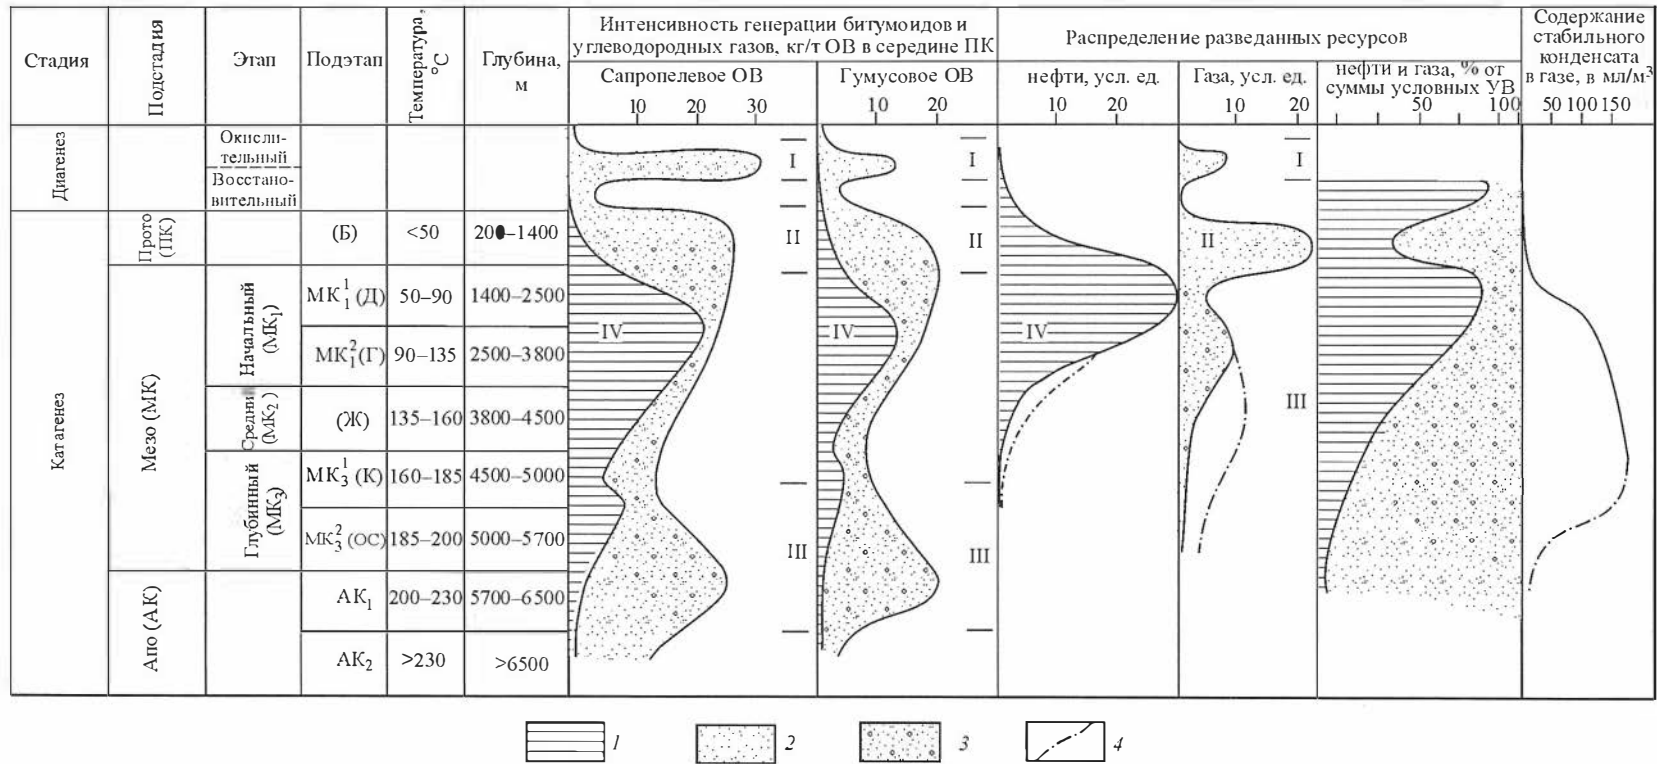 Стадия
Подстадия
Этап
Подэтап
Температура,
°С
Глубина,
м
Интенсивность генерации битумоидов и
углеводородных газов, кг/т ОВ в середине ПК
Сапропелевое ОВ
10 20 30
Гумусовое ОВ
10 20
Распределение разведанных ресурсов
нефти, усл. ед.
10 20
Газа, усл. ед.
10 20
нефти и газа, % от
суммы условных УВ
50 100
Содержание
стабильного
конденсата
в газе, в мл/м³
50 100 150
Диагенез
Окисли-
тельный
Восстано-
вительный
I I I
Катагенез
Прото
(ПК)
(Б) <50 200–1400
II II II
Мезо (МК)
Начальный
(МК₁)
МК₁¹(Д) 50–90 1400–2500
IV IV IV
МК₁²(Г) 90–135 2500–3800
Средний
(МК₂)
(Ж) 135–160 3800–4500
III
Глубинный
(МК₃)
МК₃¹(К) 160–185 4500–5000
МК₃²(ОС) 185–200 5000–5700
III III
Апо (АК)
АК₁ 200–230 5700–6500
АК₂ >230 >6500
1 2 3 4